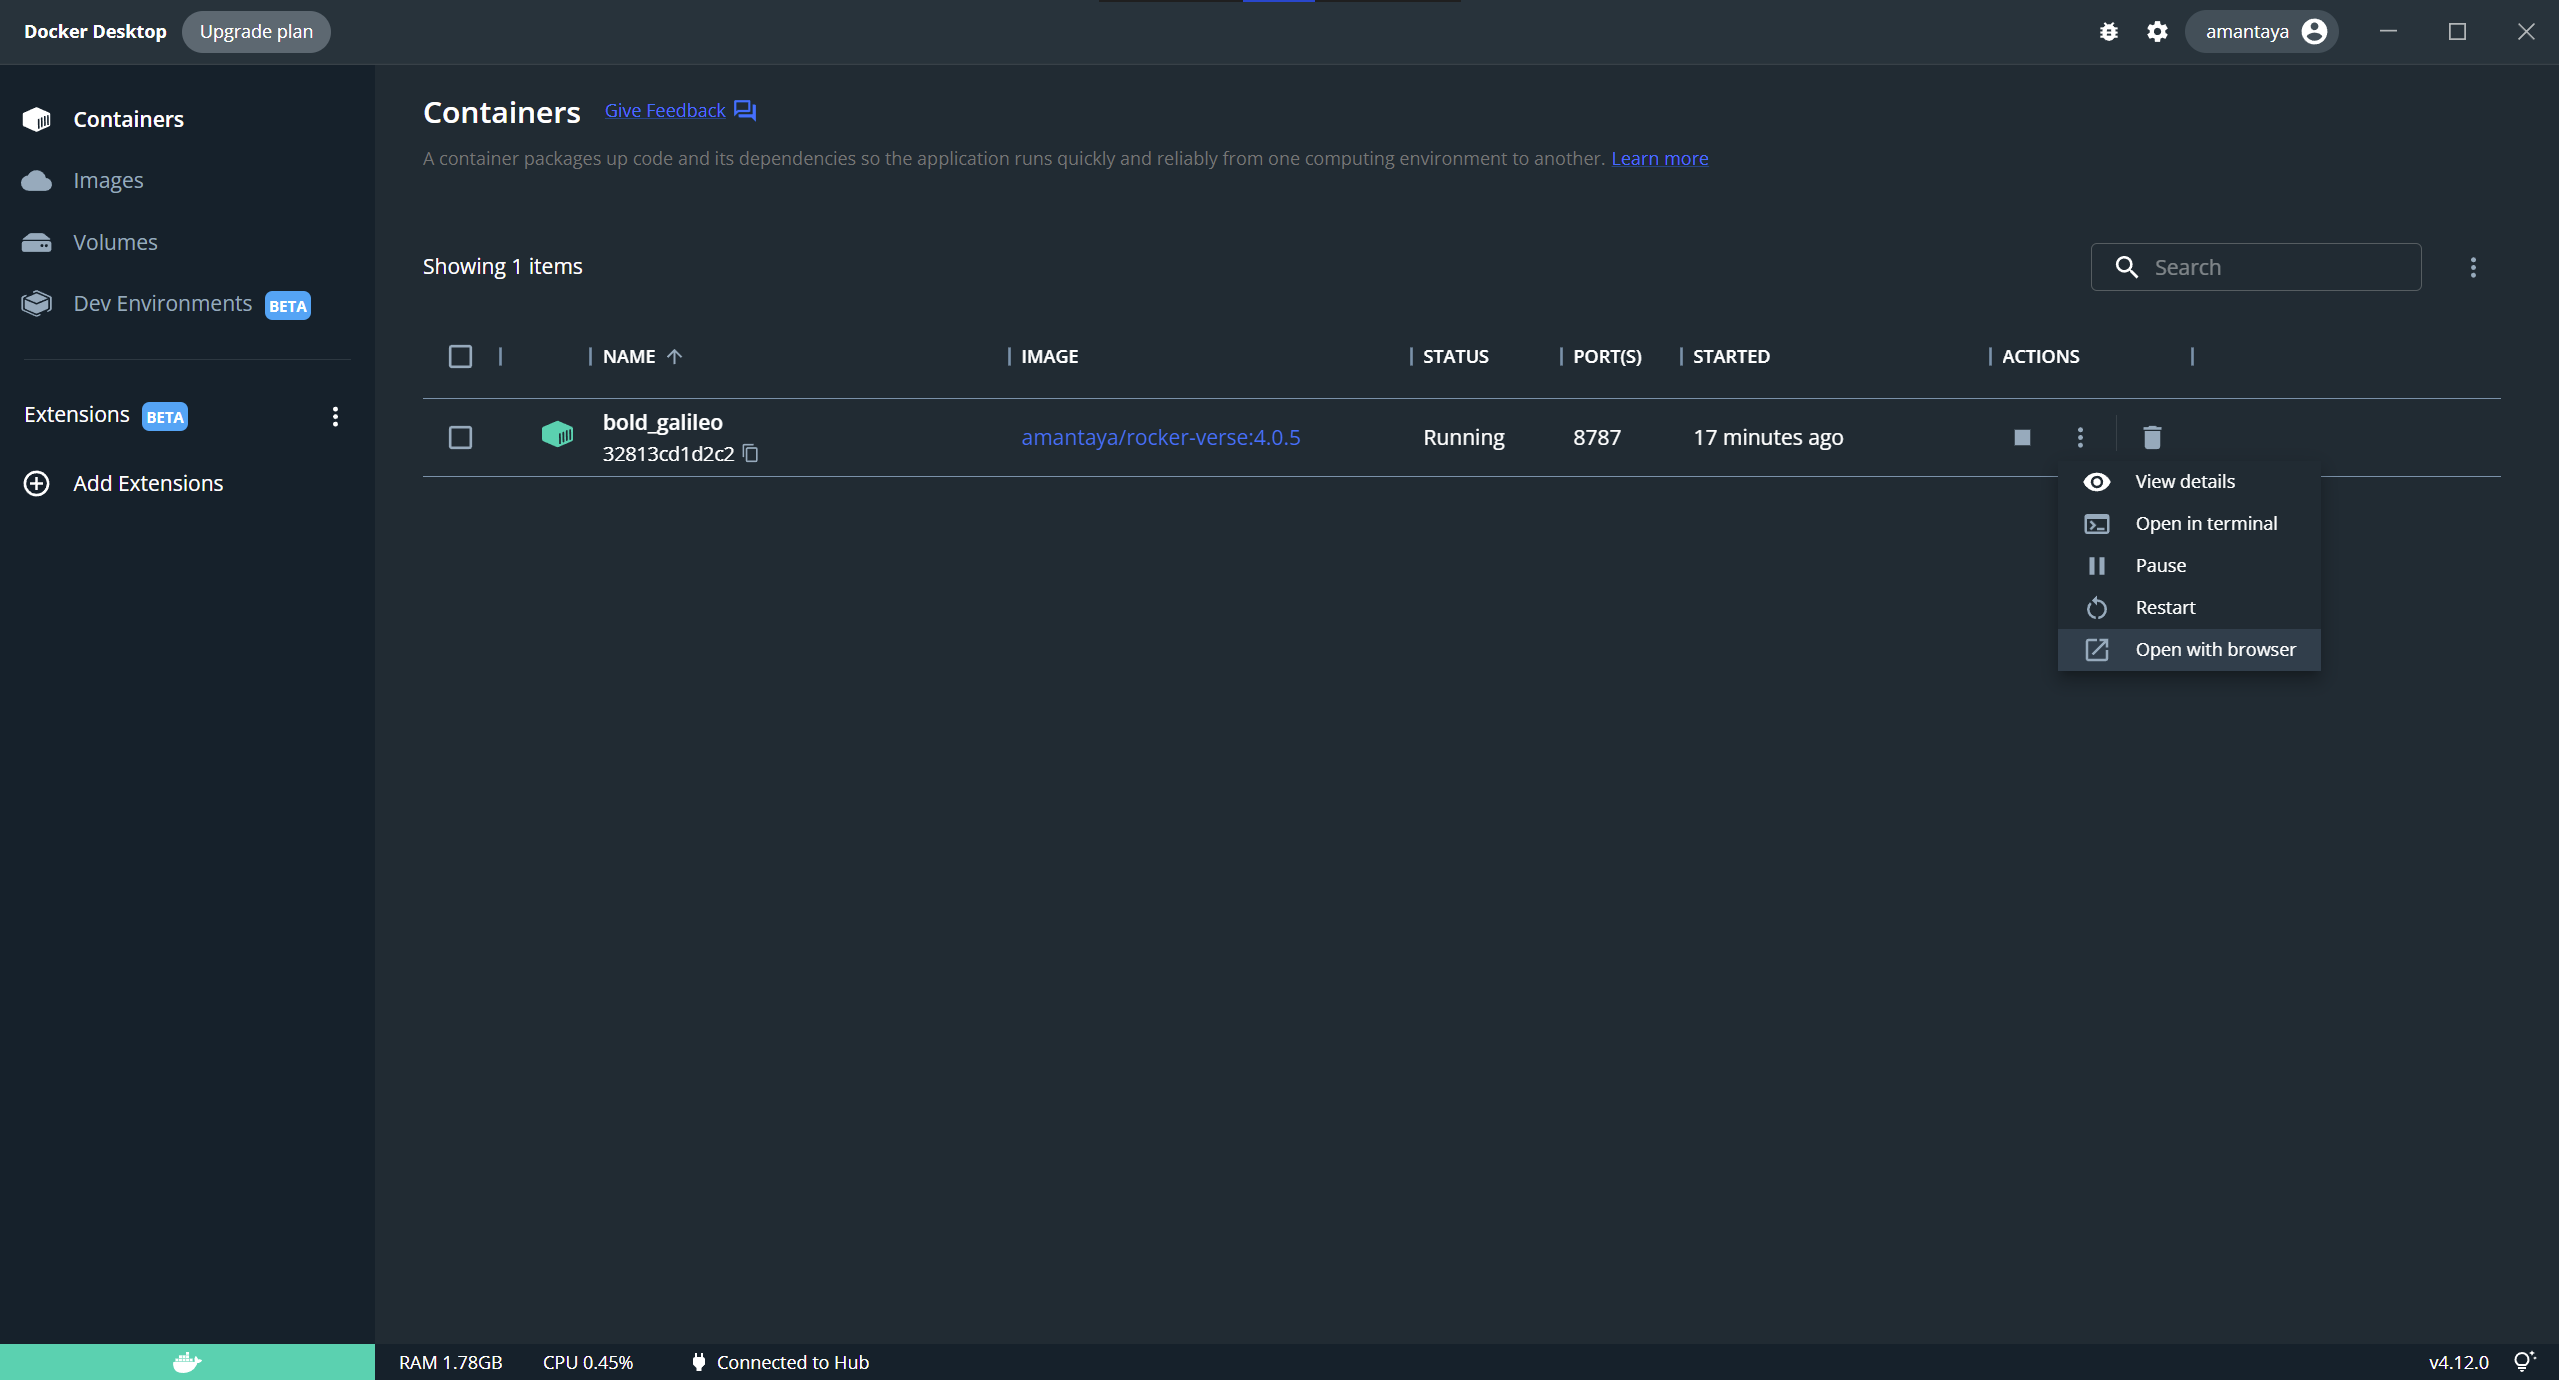 Docker Desktop Upgrade plan amantaya
Containers
Images
Volumes
Dev Environments BETA
Extensions BETA
Add Extensions
Containers Give Feedback
A container packages up code and its dependencies so the application runs quickly and reliably from one computing environment to another. Learn more
Showing 1 items Search
NAME IMAGE STATUS PORT(S) STARTED ACTIONS
bold_galileo
32813cd1d2c2 amantaya/rocker-verse:4.0.5 Running 8787 17 minutes ago
View details
Open in terminal
Pause
Restart
Open with browser
RAM 1.78GB CPU 0.45% Connected to Hub v4.12.0